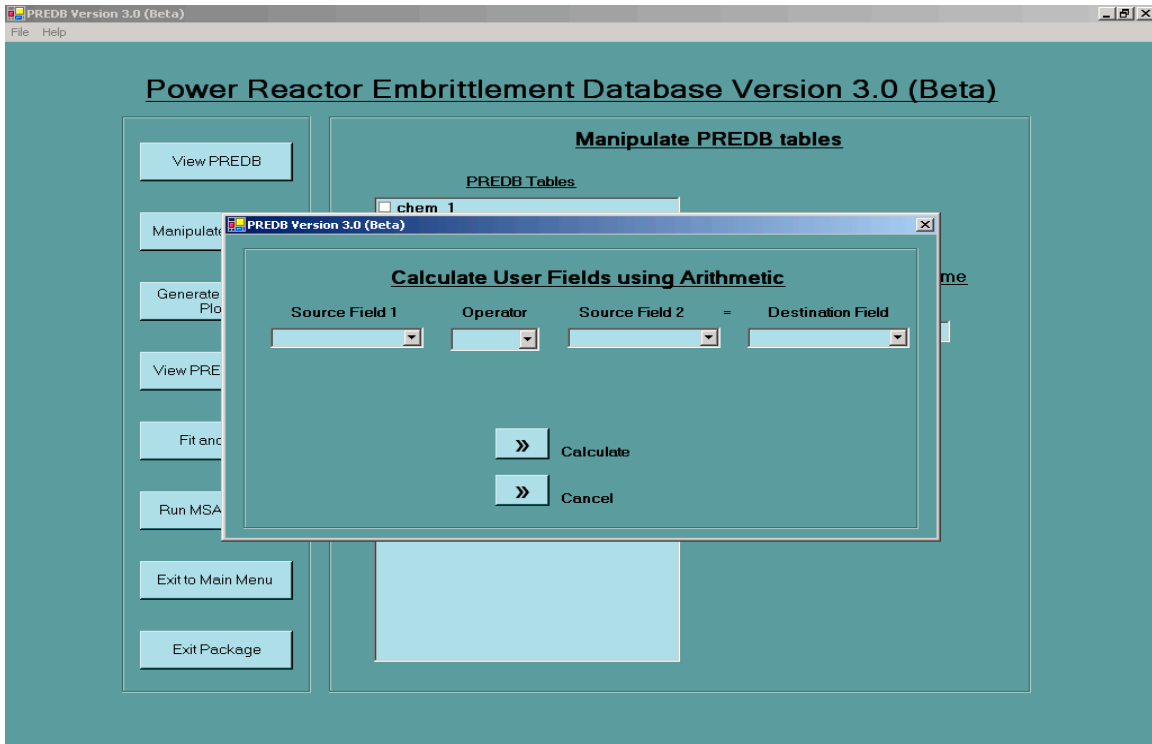 PREDB Version 3.0 (Beta)
File Help
Power Reactor Embrittlement Database Version 3.0 (Beta)
View PREDB
Manipulate
Generate
Plo
View PRE
Fit and
Run MSA
Exit to Main Menu
Exit Package
Manipulate PREDB tables
PREDB Tables
chem_1
me
PREDB Version 3.0 (Beta)
Calculate User Fields using Arithmetic
Source Field 1 Operator Source Field 2 = Destination Field
» Calculate
» Cancel